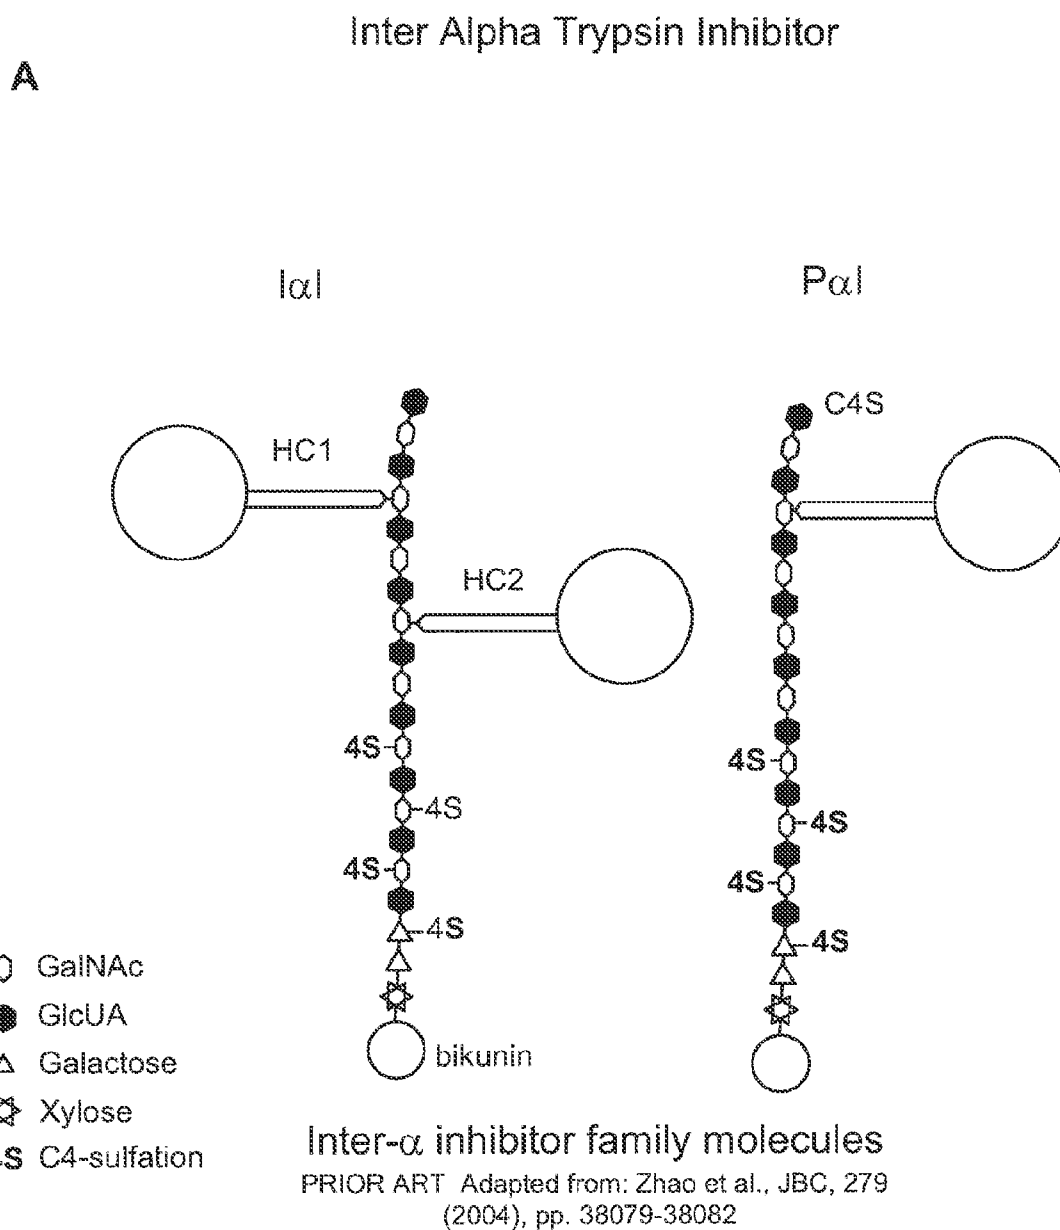 Inter Alpha Trypsin Inhibitor
A
IαI
PαI
C4S
HC1
HC2
4S
4S
4S
4S
4S
4S
4S
4S
GalNAc
GlcUA
Galactose
Xylose
4S C4-sulfation
bikunin
Inter-α inhibitor family molecules
PRIOR ART Adapted from: Zhao et al., JBC, 279
(2004), pp. 38079-38082